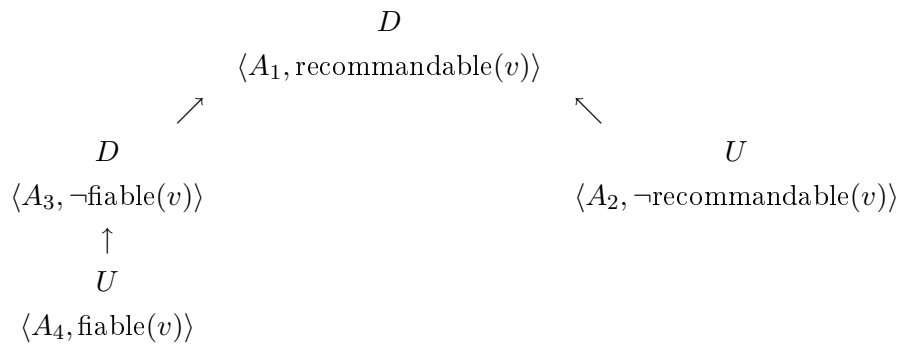 D
⟨A₁, recommandable(v)⟩
↗ ↖
D U
⟨A₃, ¬fiable(v)⟩ ⟨A₂, ¬recommandable(v)⟩
↑
U
⟨A₄, fiable(v)⟩